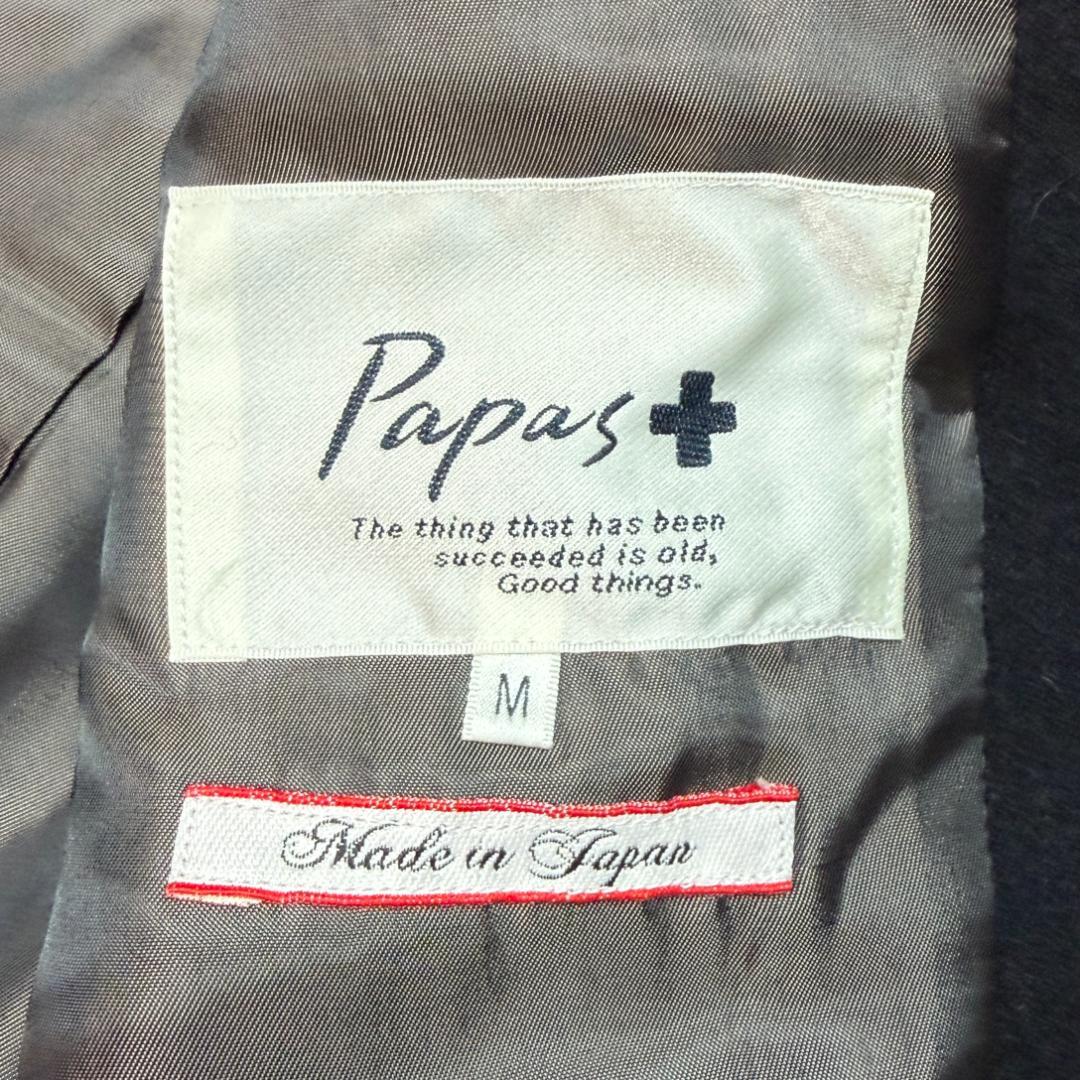 Papas+
The thing that has been
succeeded is old,
Good things.
M
Made in Japan